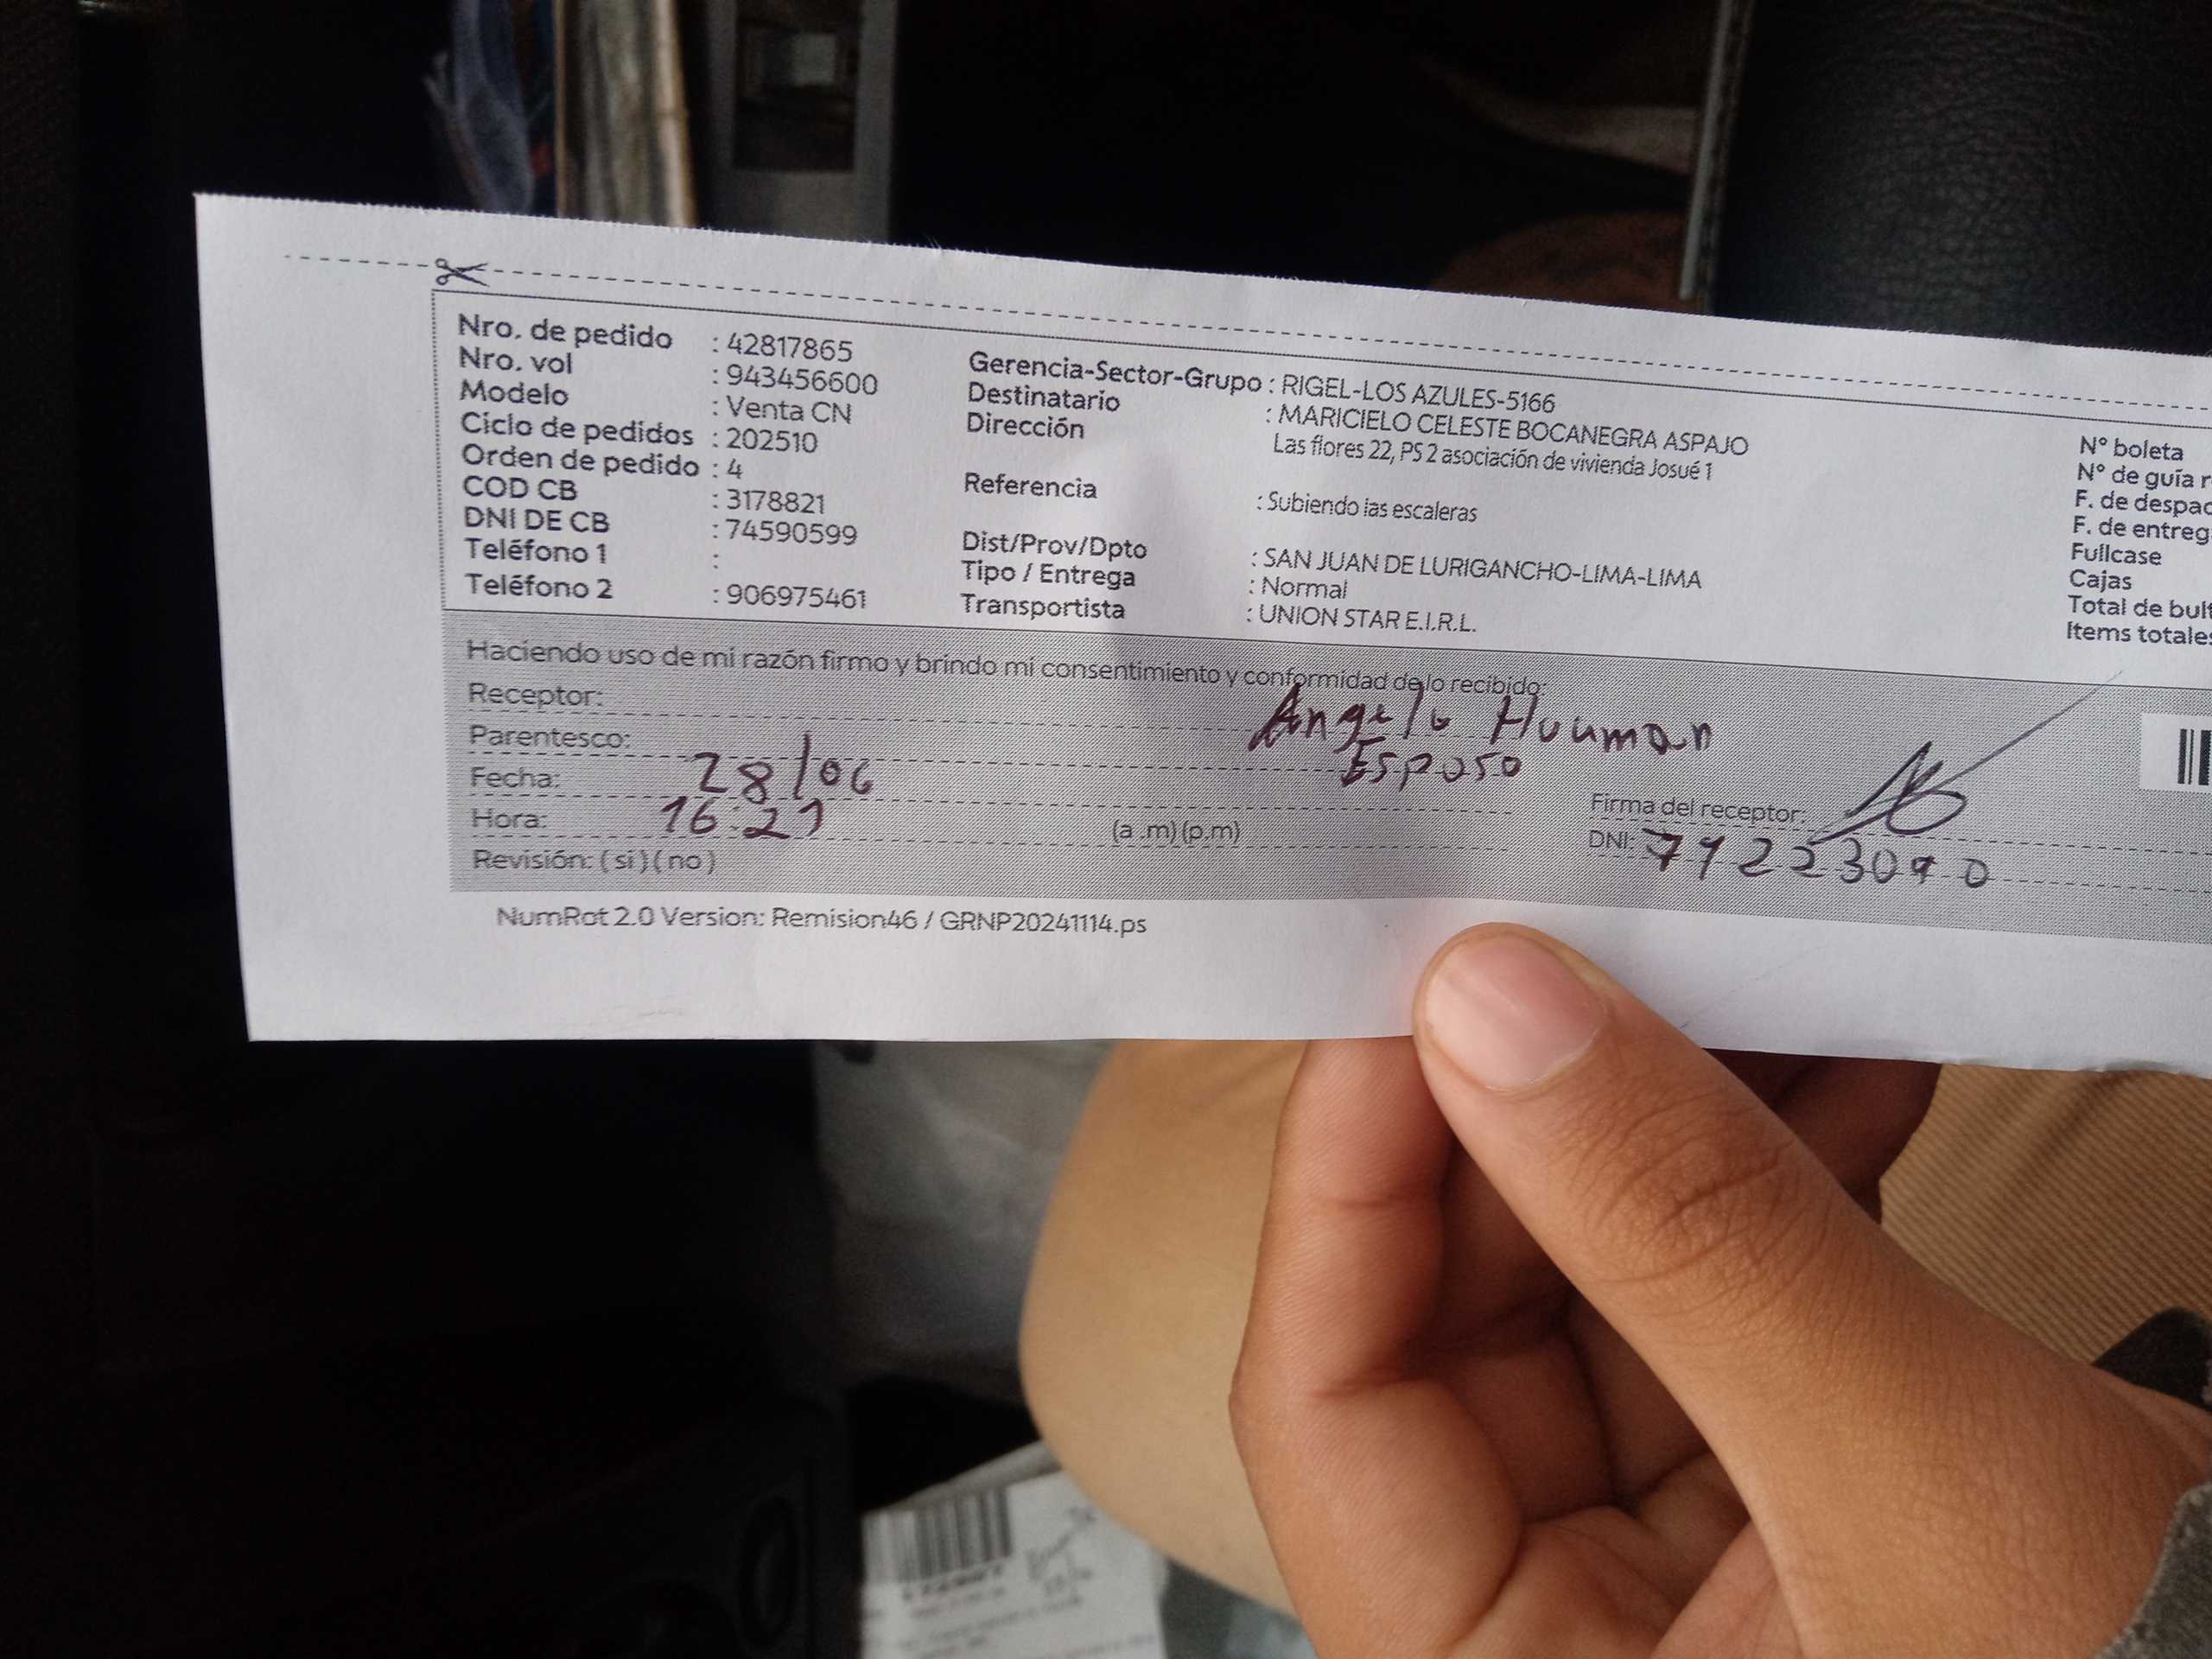 Nro. de pedido : 42817865
Nro. vol : 943456600
Modelo : Venta CN
Ciclo de pedidos : 202510
Orden de pedido : 4
COD CB : 3178821
DNI DE CB : 74590599
Teléfono 1 :
Teléfono 2 : 906975461
Gerencia-Sector-Grupo : RIGEL-LOS AZULES-5166
Destinatario : MARICIELO CELESTE BOCANEGRA ASPAJO
Dirección Las flores 22, PS 2 asociación de vivienda Josué 1
Referencia : Subiendo las escaleras
Dist/Prov/Dpto : SAN JUAN DE LURIGANCHO-LIMA-LIMA
Tipo / Entrega : Normal
Transportista : UNION STAR E.I.R.L.
N° boleta
N° de guía r
F. de despac
F. de entreg
Fullcase
Cajas
Total de bult
Items totales
Haciendo uso de mi razón firmo y brindo mi consentimiento y conformidad de lo recibido:
Receptor: Angelo Huuman
Parentesco: Esposo
Fecha: 28/06
Hora: 16:21 (a .m) (p.m)
Revisión: ( si ) ( no )
Firma del receptor:
DNI:
NumRot 2.0 Version: Remision46 / GRNP20241114.ps